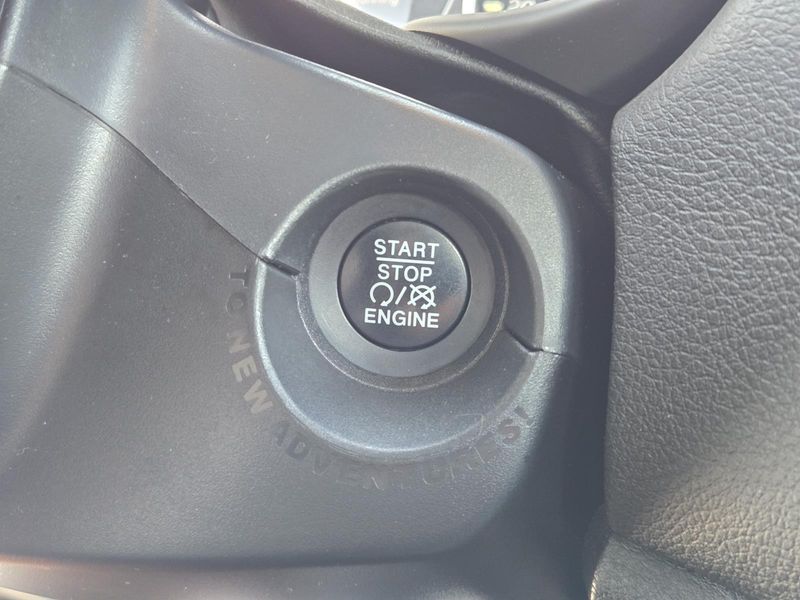 START
STOP
/
ENGINE
TO NEW ADVENTURES!